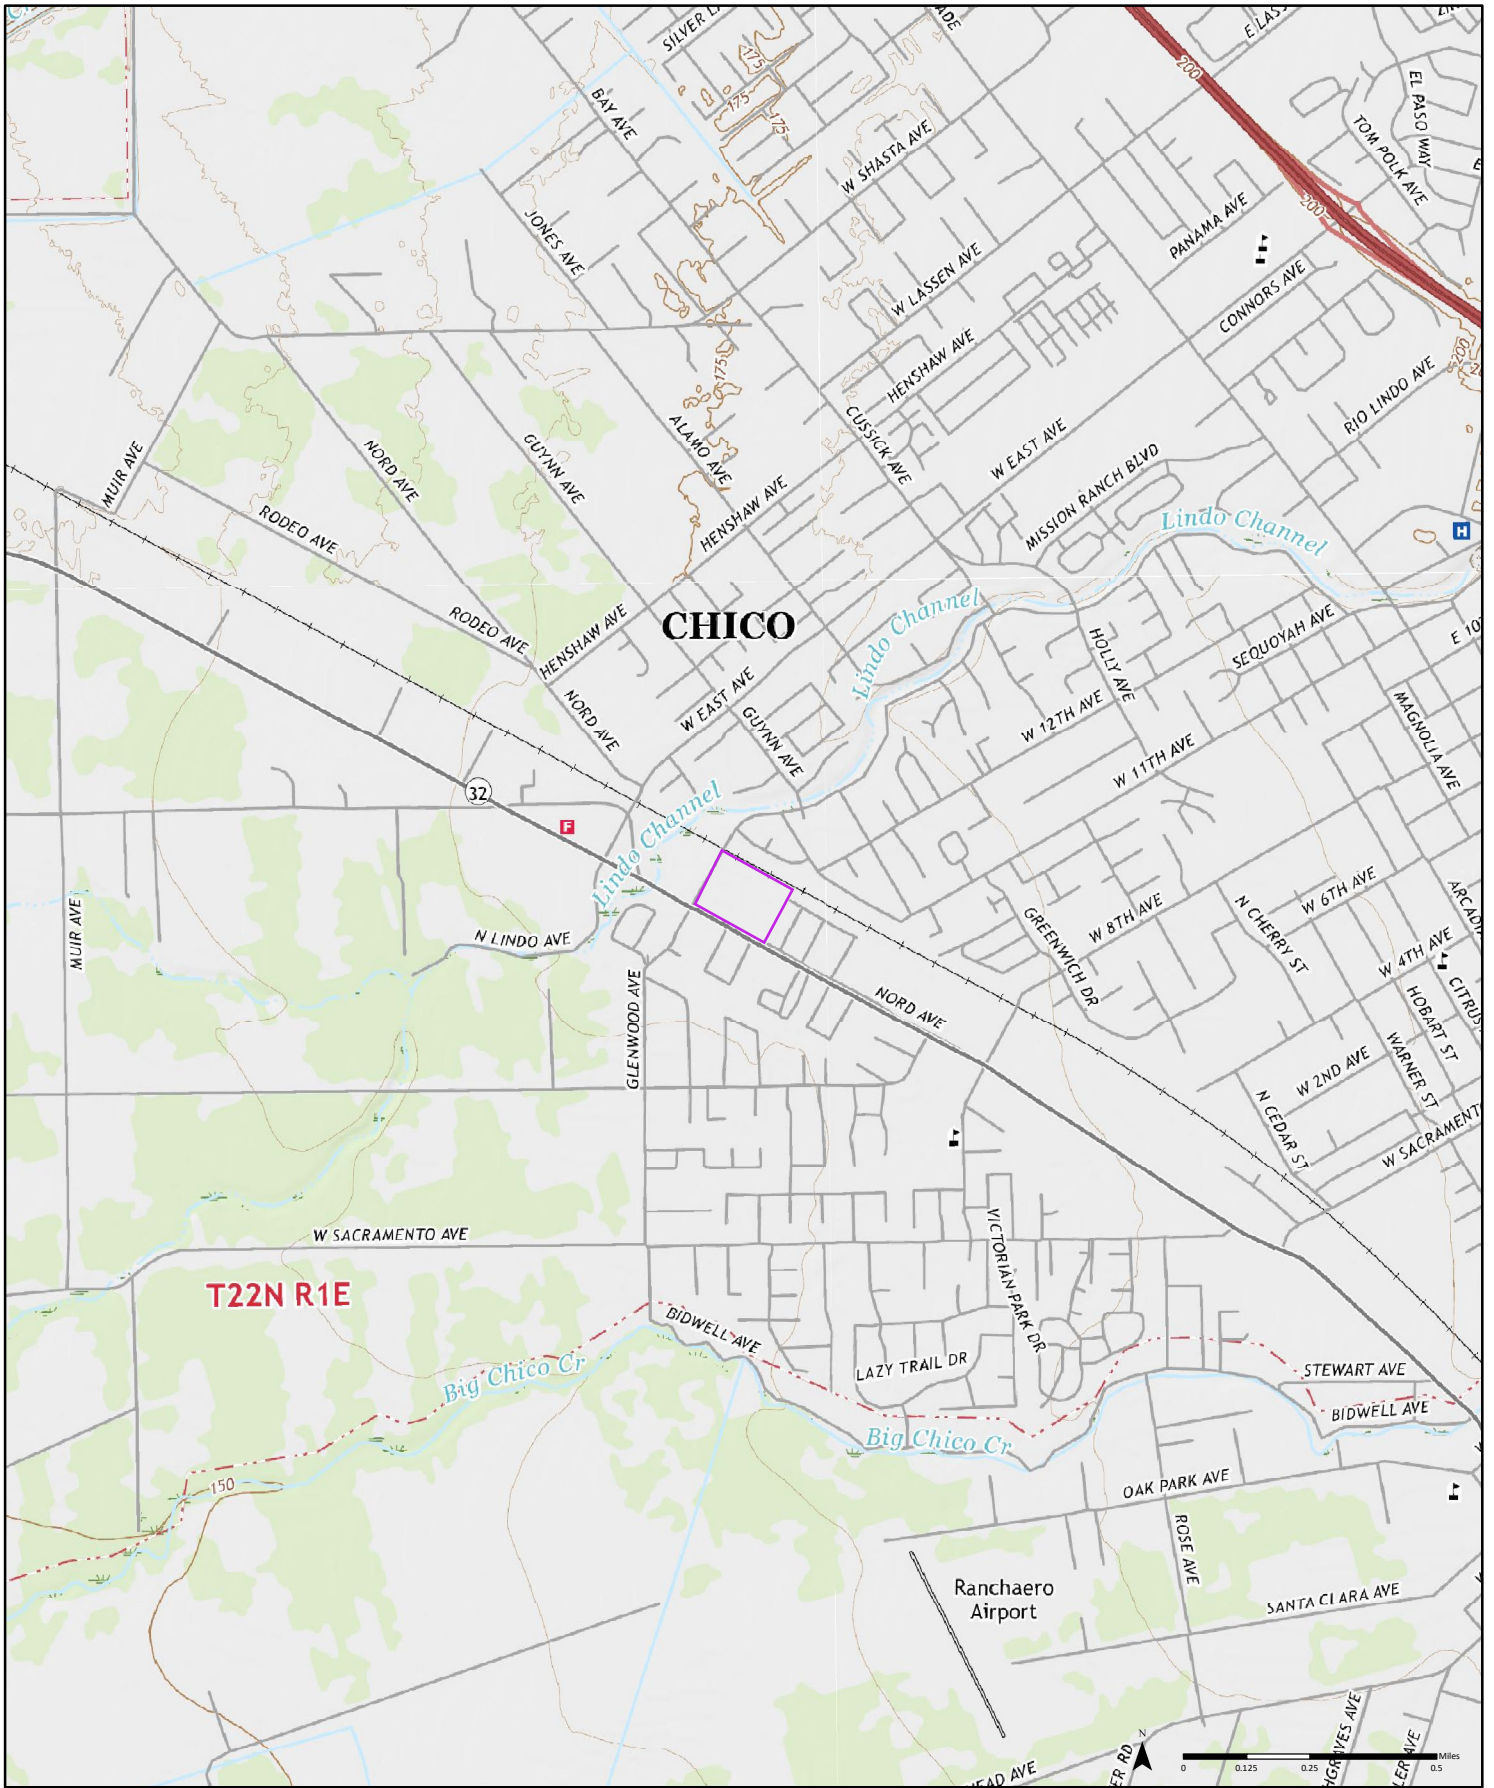 BAY AVE
175
175
175
200
EL PASO WAY
TOM POLK AVE
W SHASTA AVE
JONES AVE
PANAMA AVE
200
W LASSEN AVE
CONNORS AVE
HENSHAW AVE
175
200
RIO LINDO AVE
ALAMO AVE
CUSSICK AVE
W EAST AVE
MUIR AVE
NORD AVE
GUYNN AVE
MISSION RANCH BLVD
HENSHAW AVE
RODEO AVE
Lindo Channel
H
RODEO AVE
HENSHAW AVE
CHICO
Lindo Channel
HOLLY AVE
SEQUOYAH AVE
W EAST AVE
NORD AVE
GUYNN AVE
W 12TH AVE
MAGNOLIA AVE
W 11TH AVE
32
F
Lindo Channel
MUIR AVE
N LINDO AVE
GREENWICH DR
W 8TH AVE
N CHERRY ST
W 6TH AVE
W 4TH AVE
GLENWOOD AVE
NORD AVE
HOBART ST
WARNER ST
W 2ND AVE
N CEDAR ST
W SACRAMENTO AVE
T22N R1E
VICTORIAN PARK DR
BIDWELL AVE
LAZY TRAIL DR
Big Chico Cr
STEWART AVE
BIDWELL AVE
Big Chico Cr
150
OAK PARK AVE
ROSE AVE
Ranchaero
Airport
SANTA CLARA AVE
N
Miles
0 0.125 0.25 0.5